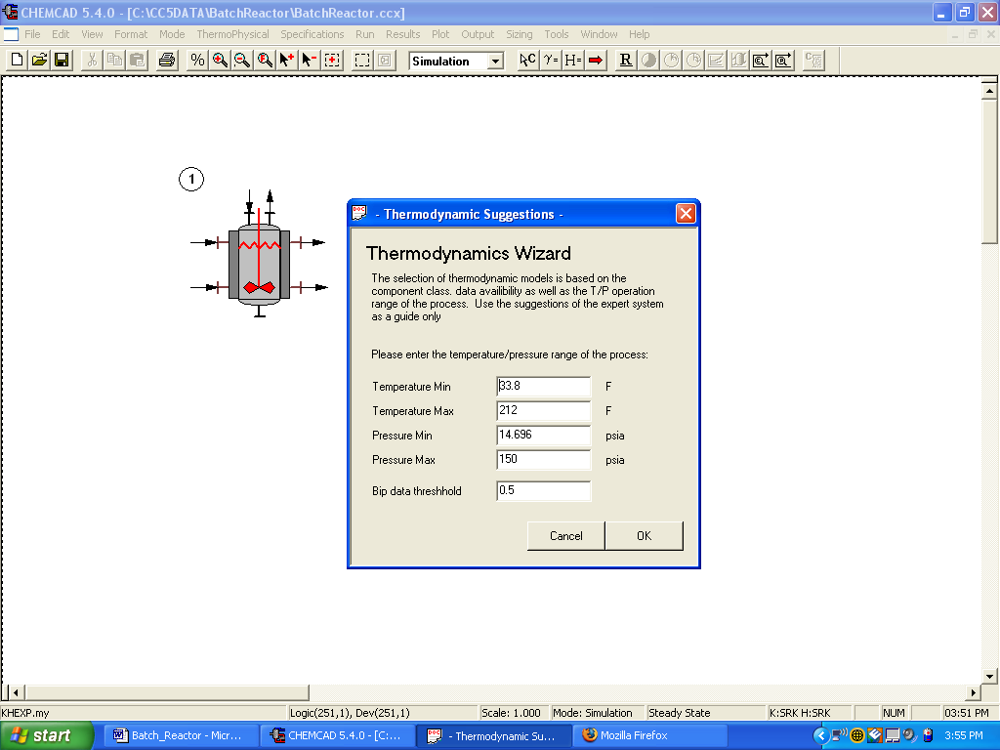 CHEMCAD 5.4.0 - [C:\CC5DATA\BatchReactor\BatchReactor.ccx]
File Edit View Format Mode ThermoPhysical Specifications Run Results Plot Output Sizing Tools Window Help
% Simulation C γ= H= R
1
DOC - Thermodynamic Suggestions -
Thermodynamics Wizard
The selection of thermodynamic models is based on the
component class. data availibility as well as the T/P operation
range of the process. Use the suggestions of the expert system
as a guide only
Please enter the temperature/pressure range of the process:
Temperature Min 33.8 F
Temperature Max 212 F
Pressure Min 14.696 psia
Pressure Max 150 psia
Bip data threshhold 0.5
Cancel OK
KHEXP.my Logic(251,1), Dev(251,1) Scale: 1.000 Mode: Simulation Steady State K:SRK H:SRK NUM 03:51 PM
start Batch_Reactor - Micr... CHEMCAD 5.4.0 - [C:... - Thermodynamic Su... Mozilla Firefox 3:55 PM